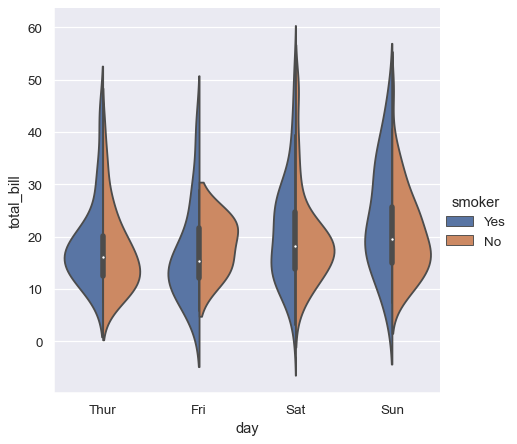 60
50
40
30
20
10
0
total_bill
Thur Fri Sat Sun
day
smoker
Yes
No